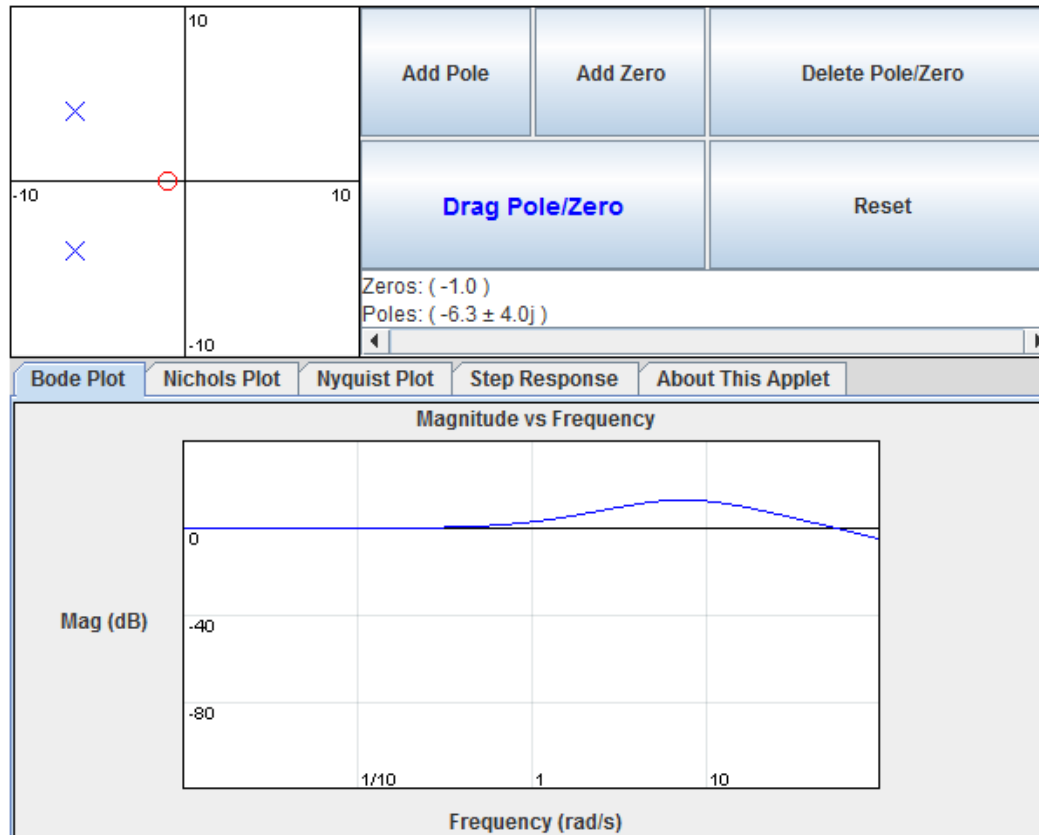 10
-10
10
-10
Add Pole
Add Zero
Delete Pole/Zero
Drag Pole/Zero
Reset
Zeros: ( -1.0 )
Poles: ( -6.3 ± 4.0j )
Bode Plot
Nichols Plot
Nyquist Plot
Step Response
About This Applet
Magnitude vs Frequency
0
Mag (dB)
-40
-80
1/10
1
10
Frequency (rad/s)